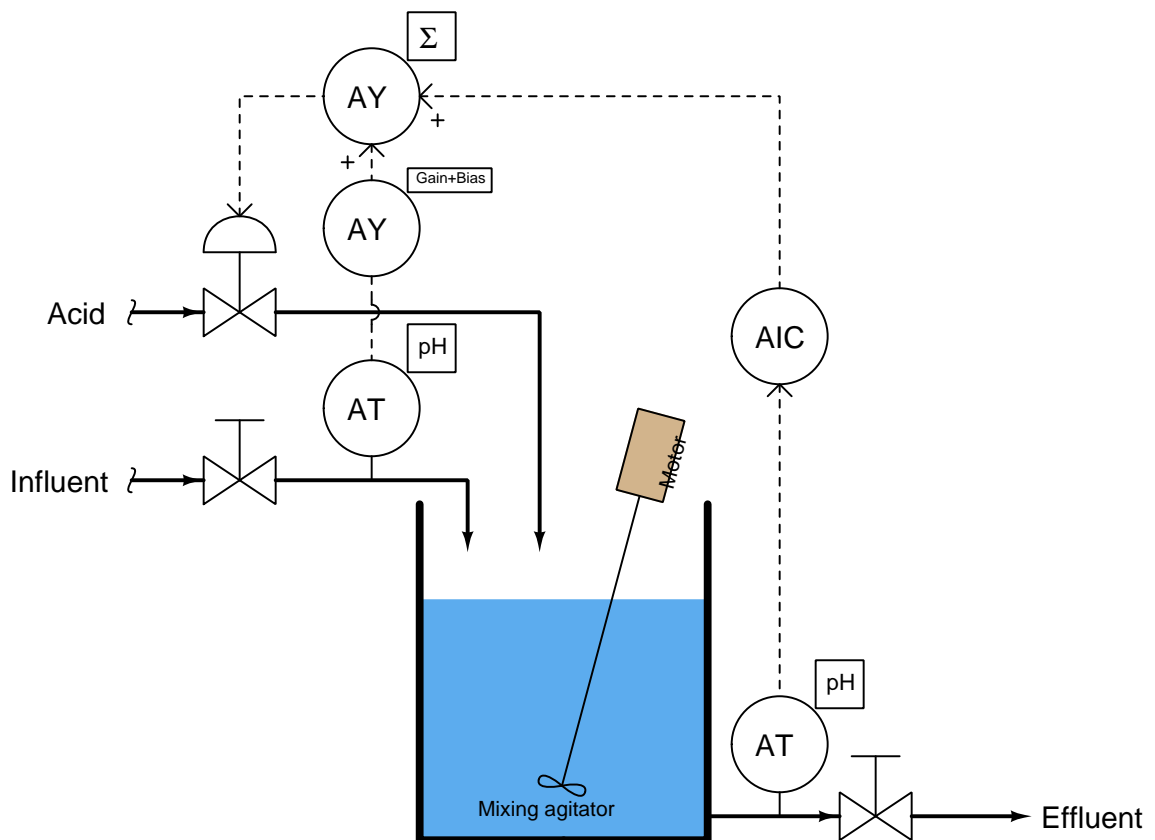 Σ
AY
+
+
Gain+Bias
AY
Acid
pH
AIC
AT
Motor
Influent
pH
AT
Mixing agitator
Effluent